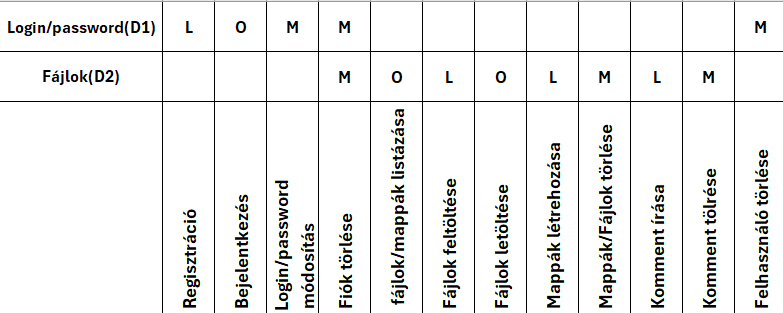 Login/password(D1) L O M M M
Fájlok(D2) M O L O L M L M
Regisztráció
Bejelentkezés
Login/password
módosítás
Fiók törlése
fájlok/mappák listázása
Fájlok feltöltése
Fájlok letöltése
Mappák létrehozása
Mappák/Fájlok törlése
Komment írása
Komment tölrése
Felhasználó törlése